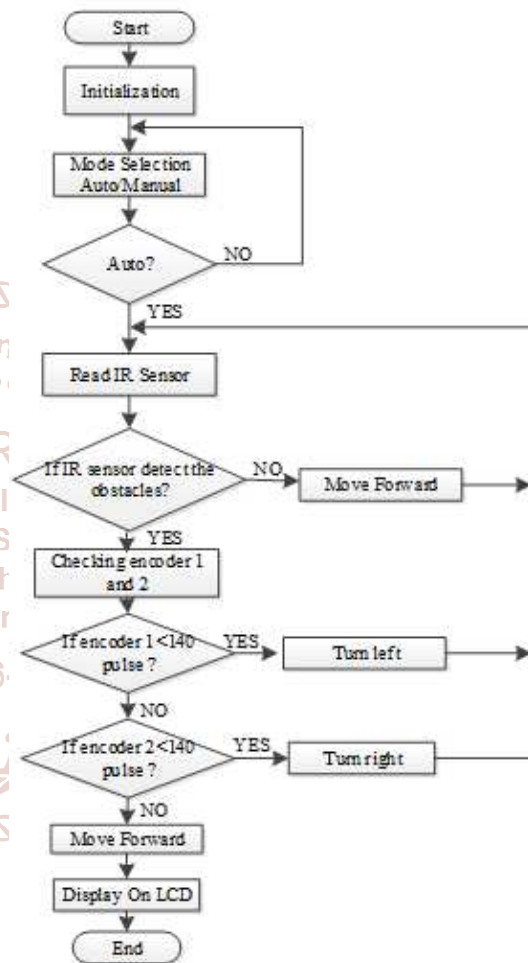 Start
Initialization
Mode Selection
Auto/Manual
Auto?
NO
YES
Read IR Sensor
If IR sensor detect the
obstacles?
NO
Move Forward
YES
Checking encoder 1
and 2
If encoder 1<140
pulse ?
YES
Turn left
NO
If encoder 2<140
pulse ?
YES
Turn right
NO
Move Forward
Display On LCD
End